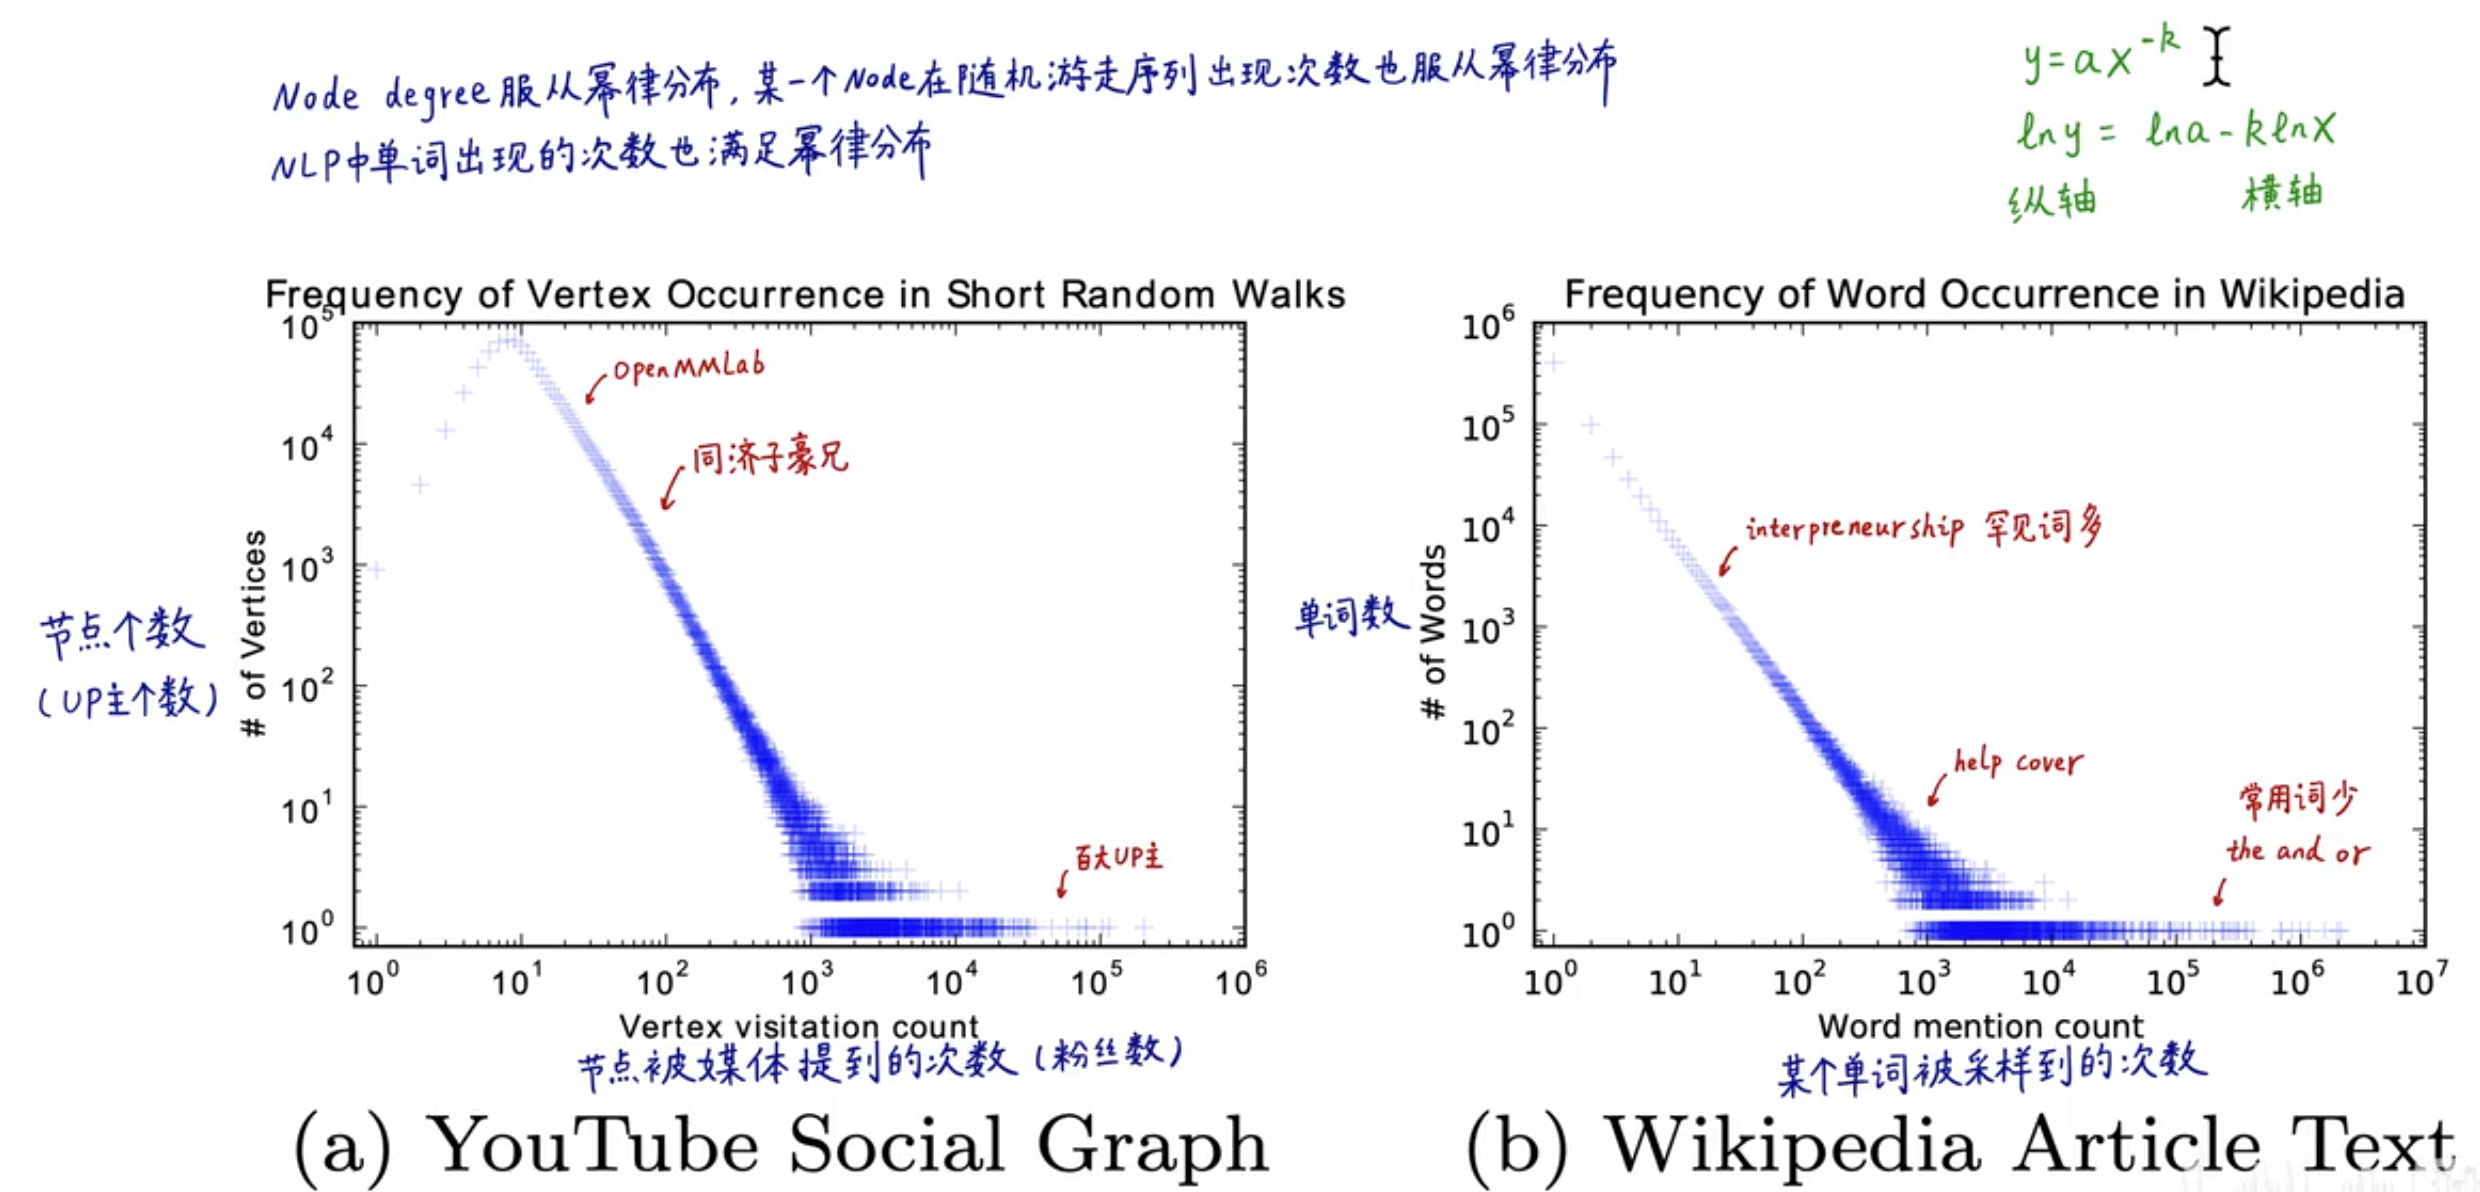 Node degree服从幂律分布,某一个Node在随机游走序列出现次数也服从幂律分布
NLP中单词出现的次数也满足幂律分布
y=ax^-k
lny = lna-klnX
纵轴 横轴
Frequency of Vertex Occurrence in Short Random Walks
10^5
10^4
10^3
10^2
10^1
10^0
# of Vertices
节点个数
(UP主个数)
OpenMMLab
同济子豪兄
百大UP主
10^0 10^1 10^2 10^3 10^4 10^5 10^6
Vertex visitation count
节点被媒体提到的次数(粉丝数)
(a) YouTube Social Graph
Frequency of Word Occurrence in Wikipedia
10^6
10^5
10^4
10^3
10^2
10^1
10^0
# of Words
单词数
interpreneurship 罕见词多
help cover
常用词少
the and or
10^0 10^1 10^2 10^3 10^4 10^5 10^6 10^7
Word mention count
某个单词被采样到的次数
(b) Wikipedia Article Text